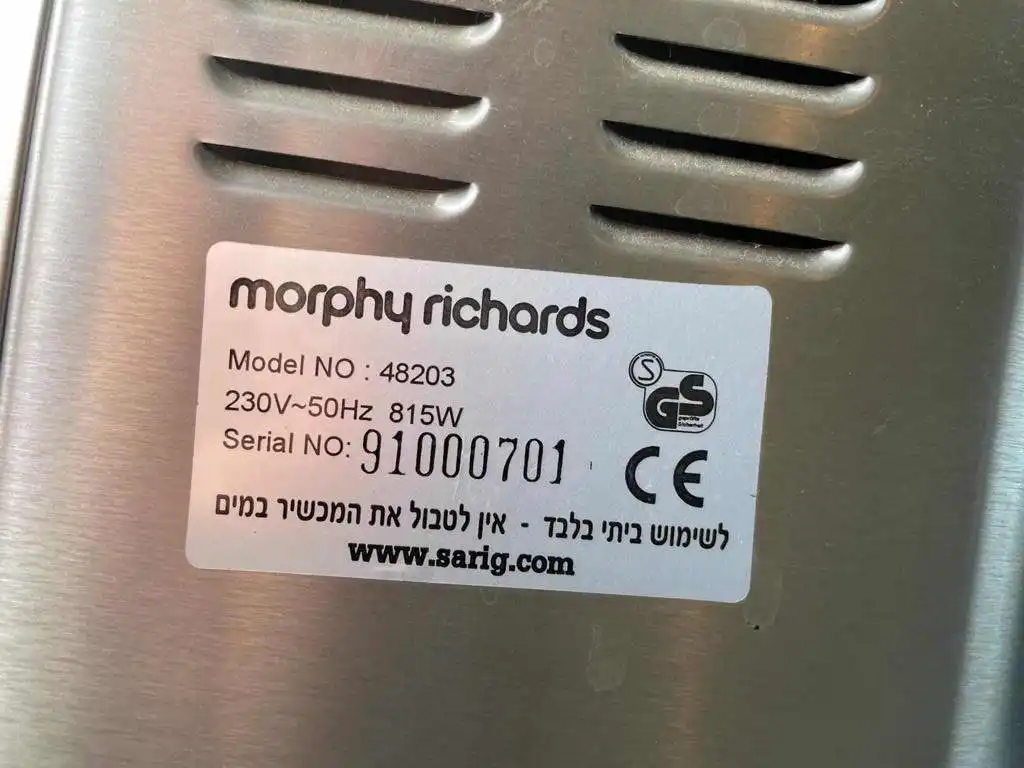 morphy richards
Model NO : 48203
230V~50Hz 815W
Serial NO: 91000701
S
GS
CE
לשימוש ביתי בלבד - אין לטבול את המכשיר במים
www.sarig.com